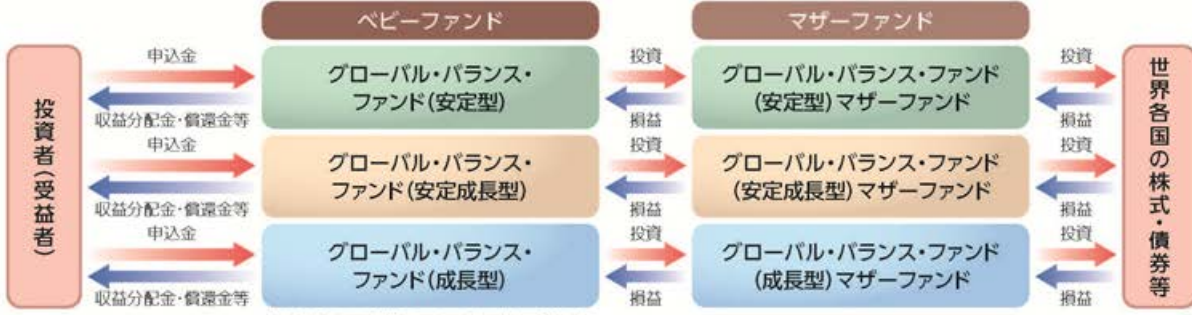 ベビーファンド
マザーファンド
投資者(受益者)
申込金
収益分配金・償還金等
グローバル・バランス・
ファンド(安定型)
投資
損益
グローバル・バランス・ファンド
(安定型)マザーファンド
投資
損益
申込金
収益分配金・償還金等
グローバル・バランス・
ファンド(安定成長型)
投資
損益
グローバル・バランス・ファンド
(安定成長型)マザーファンド
投資
損益
申込金
収益分配金・償還金等
グローバル・バランス・
ファンド(成長型)
投資
損益
グローバル・バランス・ファンド
(成長型)マザーファンド
投資
損益
世界各国の株式・債券等